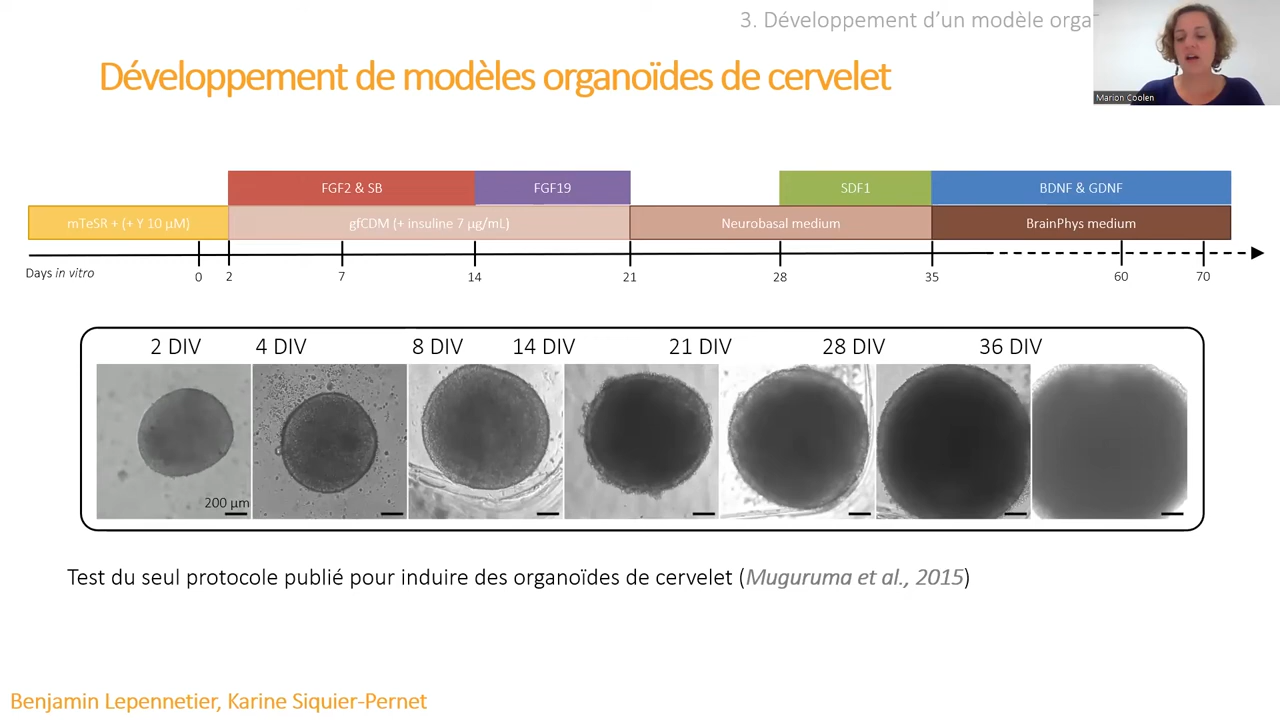 3. Développement d’un modèle orga
Marion Coolen
Développement de modèles organoïdes de cervelet
FGF2 & SB FGF19 SDF1 BDNF & GDNF
mTeSR + (+ Y 10 µM) gfCDM (+ insuline 7 µg/mL) Neurobasal medium BrainPhys medium
Days in vitro 0 2 7 14 21 28 35 60 70
2 DIV 4 DIV 8 DIV 14 DIV 21 DIV 28 DIV 36 DIV
200 µm
Test du seul protocole publié pour induire des organoïdes de cervelet (Muguruma et al., 2015)
Benjamin Lepennetier, Karine Siquier-Pernet